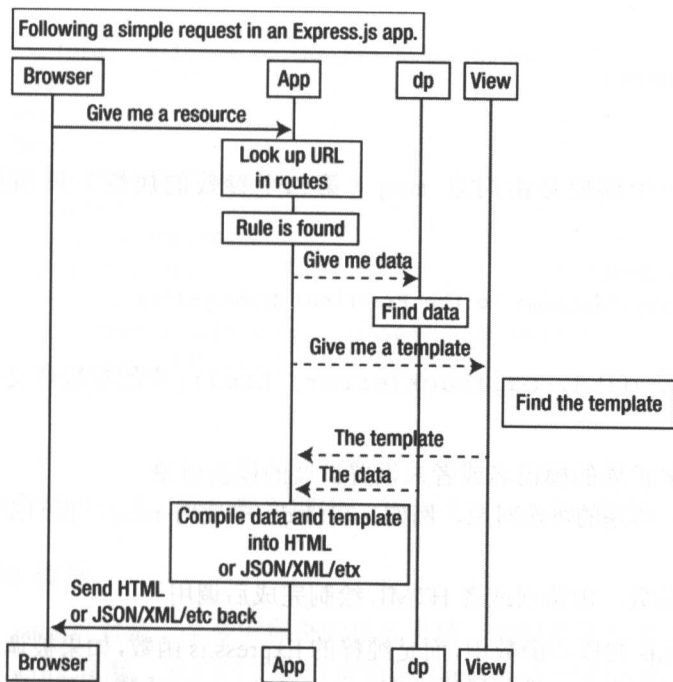 Following a simple request in an Express.js app.
Browser App dp View
Give me a resource
Look up URL
in routes
Rule is found
Give me data
Find data
Give me a template
Find the template
The template
The data
Compile data and template
into HTML
or JSON/XML/etx
Send HTML
or JSON/XML/etc back
Browser App dp View